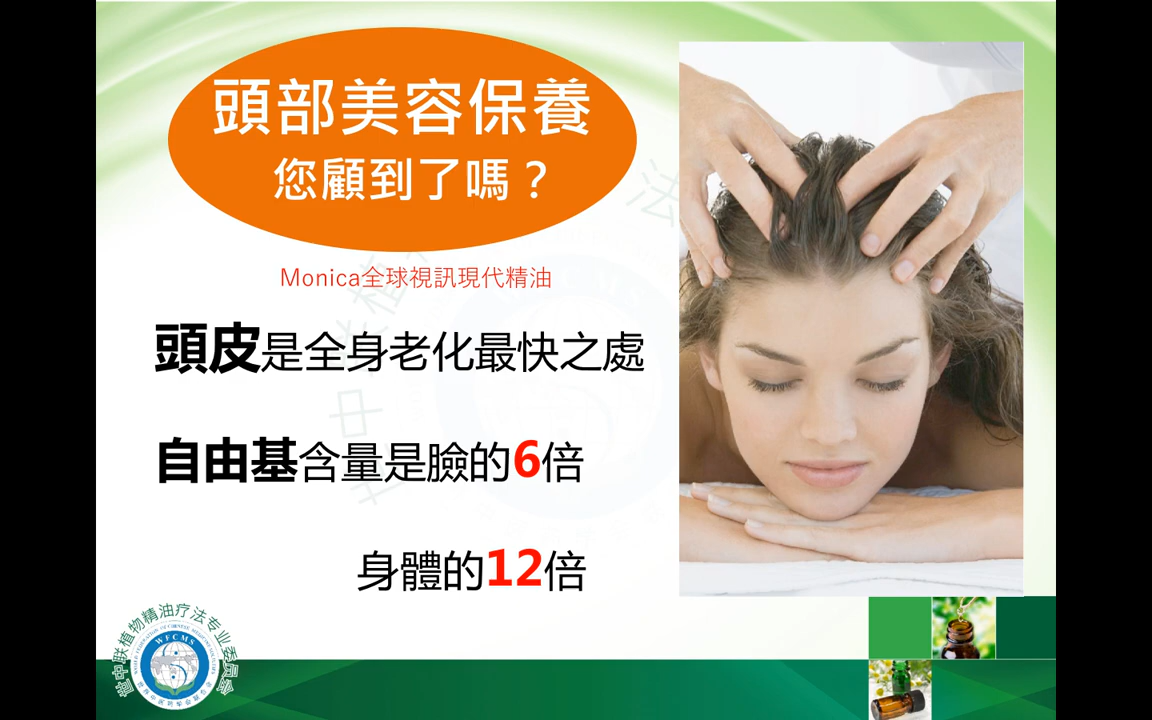 頭部美容保養
您顧到了嗎？
Monica全球視訊現代精油
頭皮是全身老化最快之處
自由基含量是臉的6倍
身體的12倍
世中联植物精油疗法专业委员会
WFCMS